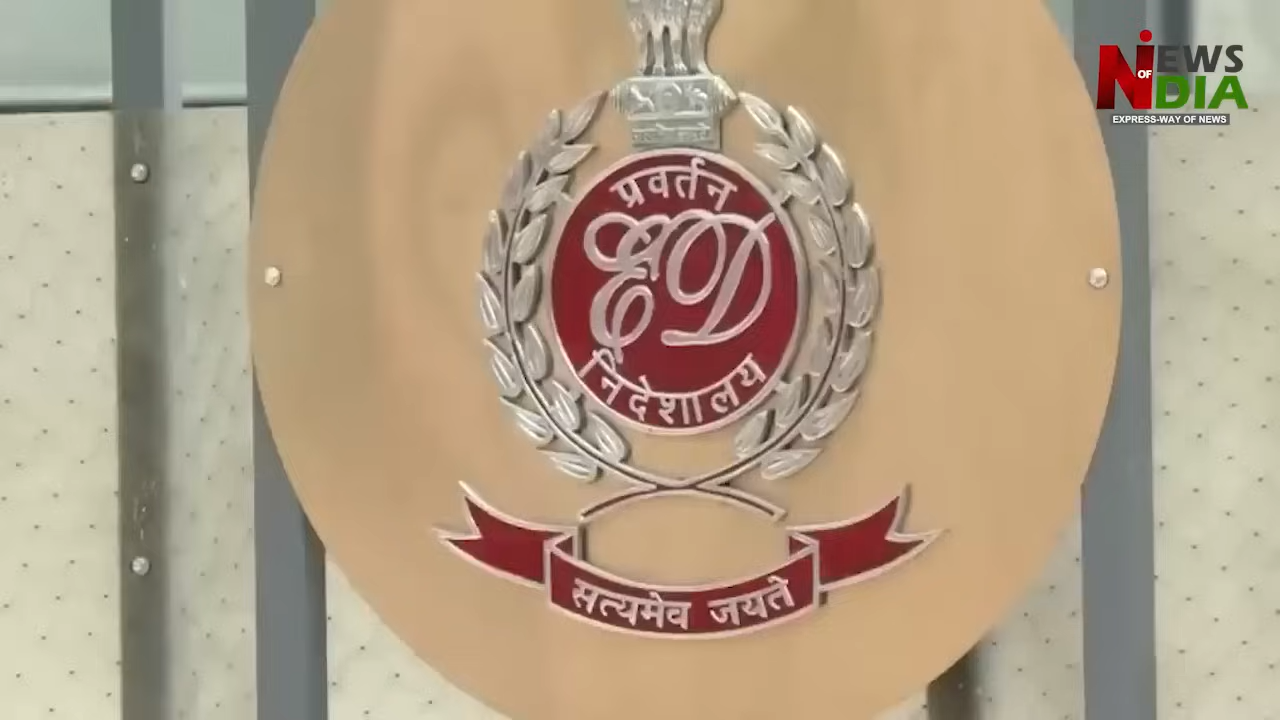 NEWS
OF
iNDIA
EXPRESS-WAY OF NEWS
प्रवर्तन
ED
निदेशालय
सत्यमेव जयते